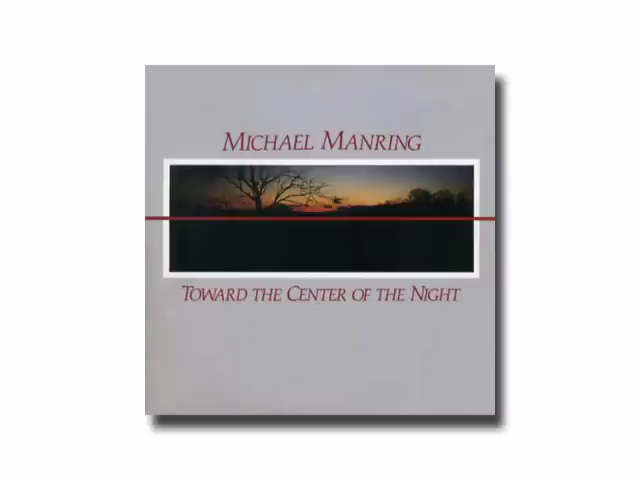 MICHAEL MANRING
TOWARD THE CENTER OF THE NIGHT